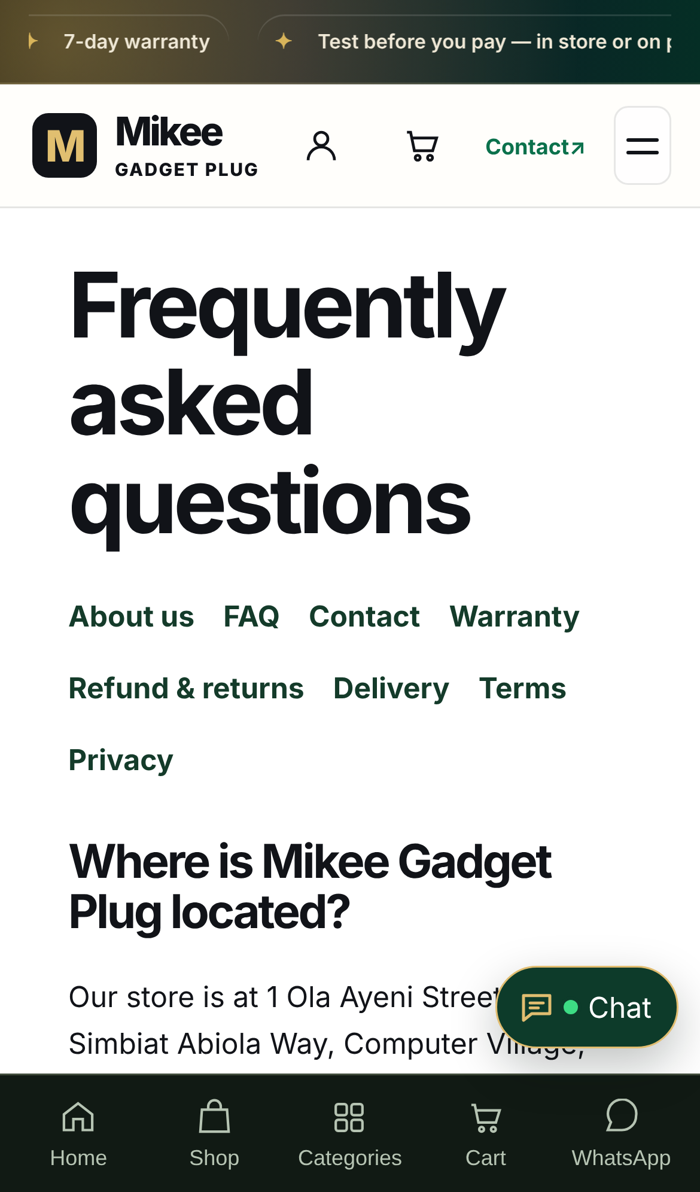 7-day warranty
Test before you pay — in store or on
M
Mikee
GADGET PLUG
Contact↗
Frequently
asked
questions
About us FAQ Contact Warranty
Refund & returns Delivery Terms
Privacy
Where is Mikee Gadget
Plug located?
Our store is at 1 Ola Ayeni Street
Simbiat Abiola Way, Computer Village,
Chat
Home Shop Categories Cart WhatsApp